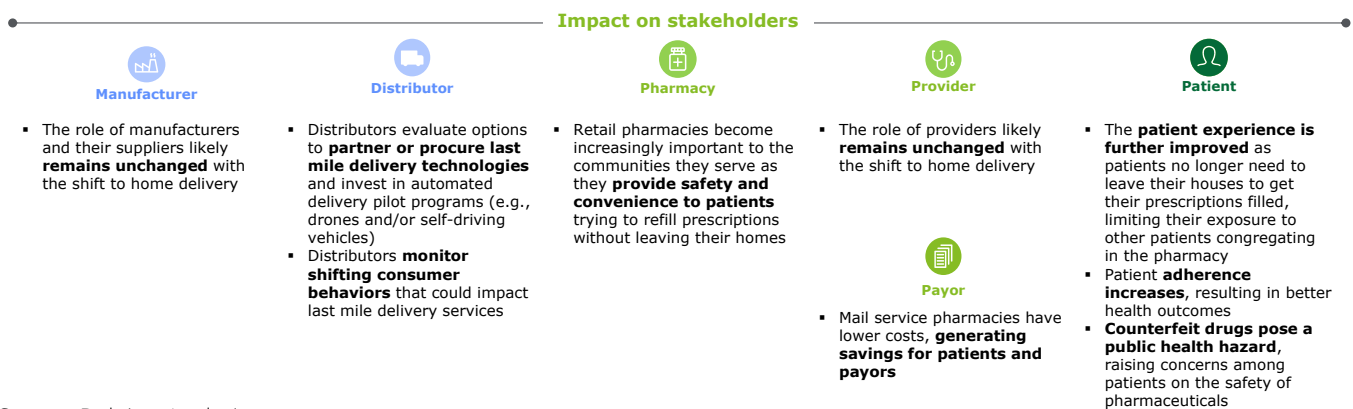 Impact on stakeholders
Manufacturer
▪ The role of manufacturers
and their suppliers likely
remains unchanged with
the shift to home delivery
Distributor
▪ Distributors evaluate options
to partner or procure last
mile delivery technologies
and invest in automated
delivery pilot programs (e.g.,
drones and/or self-driving
vehicles)
▪ Distributors monitor
shifting consumer
behaviors that could impact
last mile delivery services
Pharmacy
▪ Retail pharmacies become
increasingly important to the
communities they serve as
they provide safety and
convenience to patients
trying to refill prescriptions
without leaving their homes
Provider
▪ The role of providers likely
remains unchanged with
the shift to home delivery
Payor
▪ Mail service pharmacies have
lower costs, generating
savings for patients and
payors
Patient
▪ The patient experience is
further improved as
patients no longer need to
leave their houses to get
their prescriptions filled,
limiting their exposure to
other patients congregating
in the pharmacy
▪ Patient adherence
increases, resulting in better
health outcomes
▪ Counterfeit drugs pose a
public health hazard,
raising concerns among
patients on the safety of
pharmaceuticals